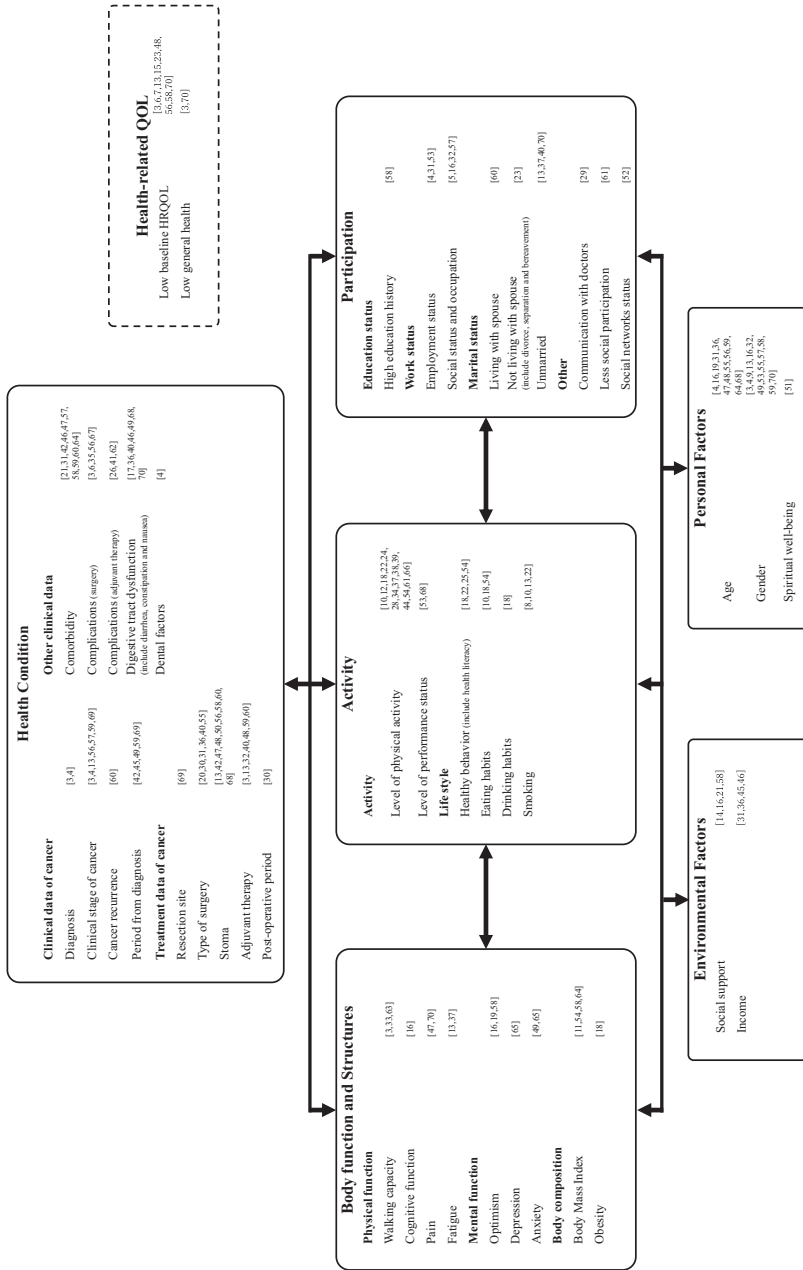 Health Condition
Clinical data of cancer
Diagnosis [3,4]
Clinical stage of cancer [3,4,13,56,57,59,69]
Cancer recurrence [60]
Period from diagnosis [42,45,49,59,69]
Treatment data of cancer
Resection site [69]
Type of surgery [20,30,31,36,40,55]
Stoma [13,42,47,48,50,56,58,60,
68]
Adjuvant therapy [3,13,32,40,48,59,60]
Post-operative period [30]
Other clinical data
Comorbidity [21,31,42,46,47,57,
58,59,60,64]
Complications (surgery) [3,6,35,56,67]
Complications (adjuvant therapy) [26,41,62]
Digestive tract dysfunction [17,36,40,46,49,68,
(include diarrhea, constipation and nausea) 70]
Dental factors [4]
Health-related QOL
Low baseline HRQOL [3,6,7,13,15,23,48,
56,58,70]
Low general health [3,70]
Body function and Structures
Physical function
Walking capacity [3,33,63]
Cognitive function [16]
Pain [47,70]
Fatigue [13,37]
Mental function
Optimism [16,19,58]
Depression [65]
Anxiety [49,65]
Body composition
Body Mass Index [11,54,58,64]
Obesity [18]
Activity
Activity
Level of physical activity [10,12,18,22,24,
28,34,37,38,39,
44,54,61,66]
Level of performance status [53,68]
Life style
Healthy behavior (include health literacy) [18,22,25,54]
Eating habits [10,18,54]
Drinking habits [18]
Smoking [8,10,13,22]
Participation
Education status
High education history [58]
Work status
Employment status [4,31,53]
Social status and occupation [5,16,32,57]
Marital status
Living with spouse [60]
Not living with spouse [23]
(include divorce, separation and bereavement)
Unmarried [13,37,40,70]
Other
Communication with doctors [29]
Less social participation [61]
Social networks status [52]
Environmental Factors
Social support [14,16,21,58]
Income [31,36,45,46]
Personal Factors
Age [4,16,19,31,36,
47,48,55,56,59,
64,68]
Gender [3,4,9,13,16,32,
49,53,55,57,58,
59,70]
Spiritual well-being [51]